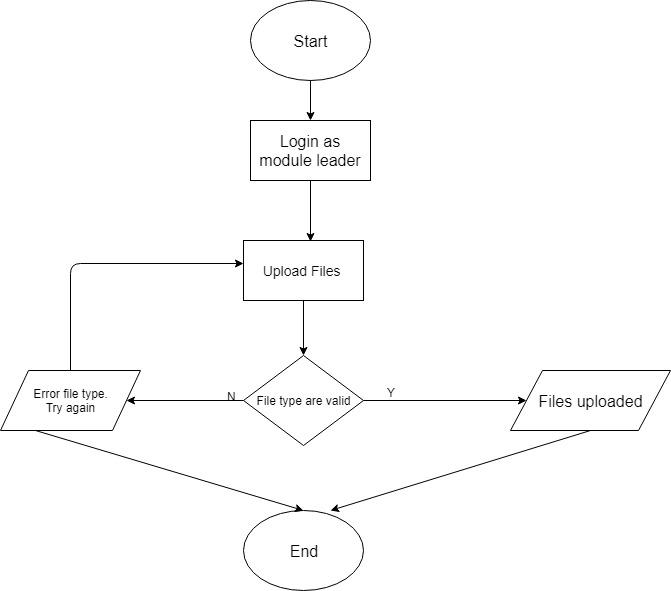 Start
Login as
module leader
Upload Files
Error file type.
Try again
N
File type are valid
Y
Files uploaded
End